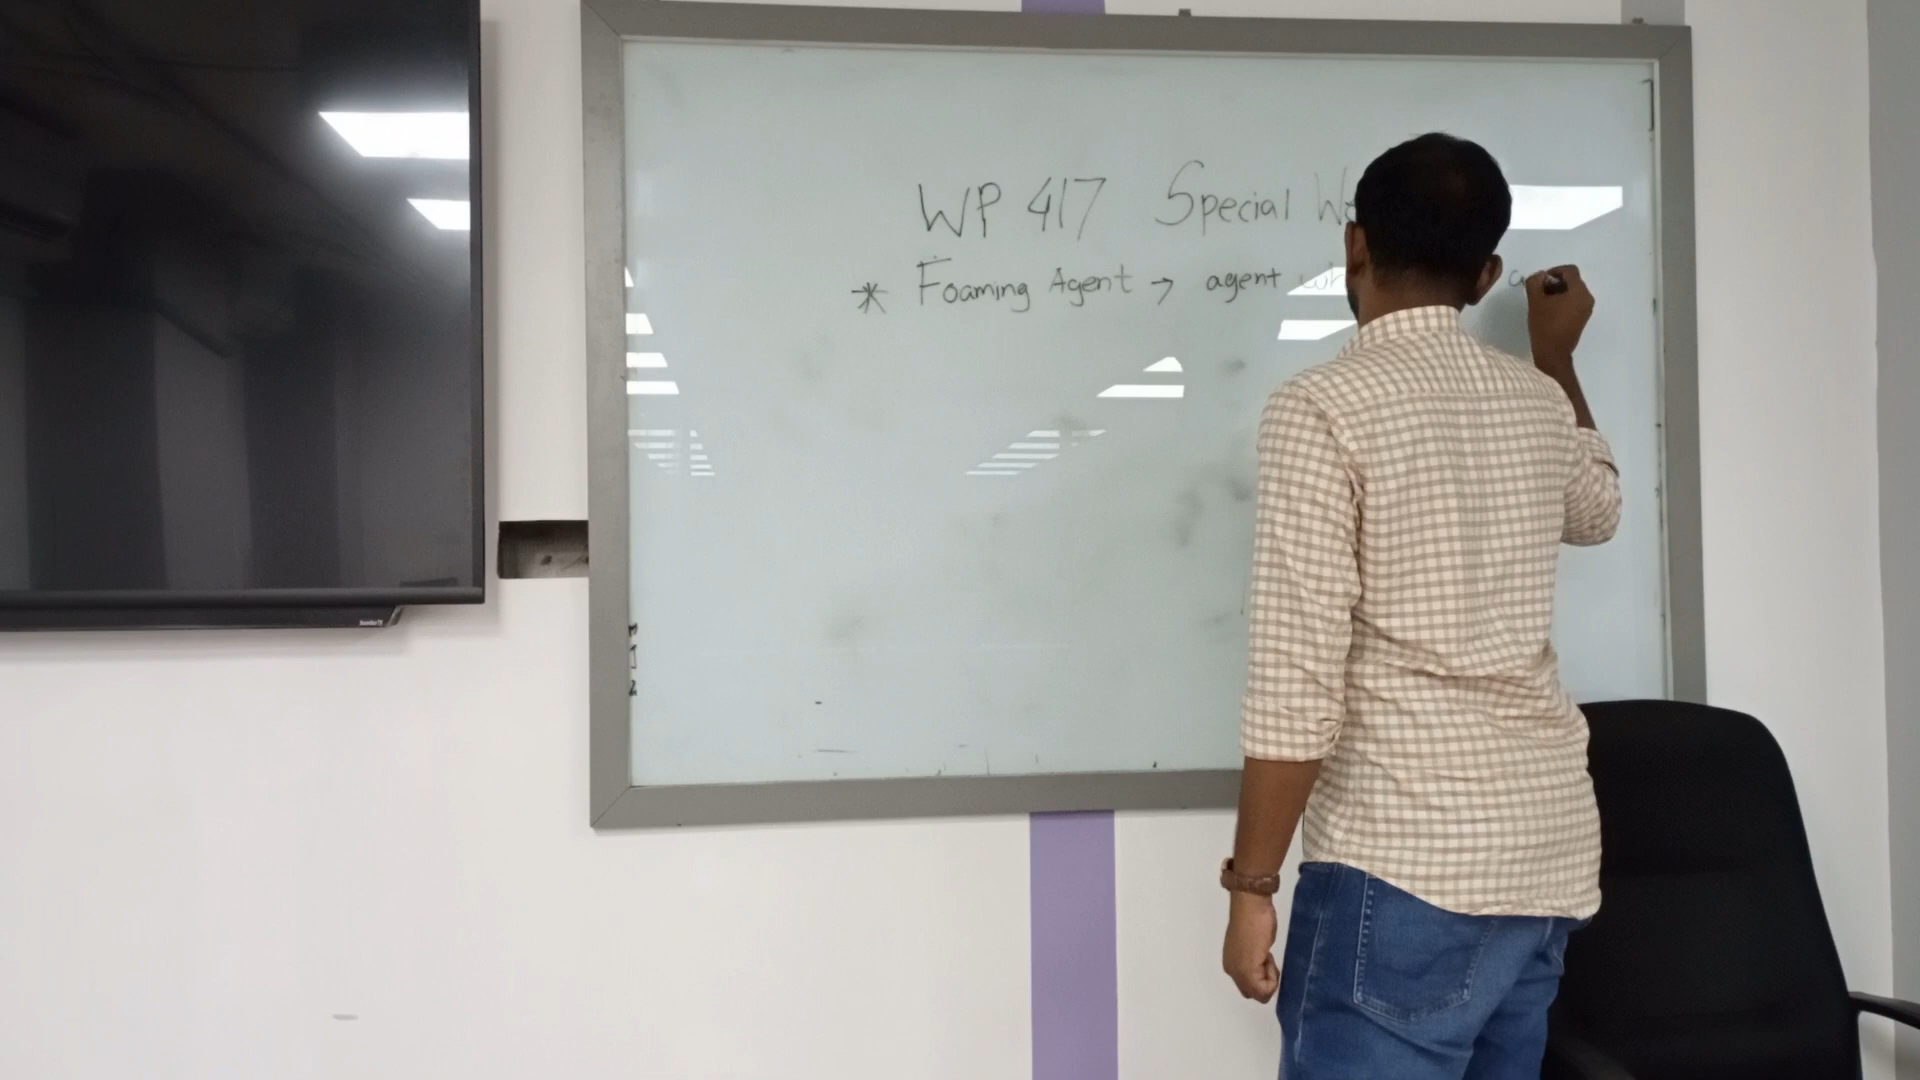 WP 417 Special
* Foaming Agent → agent